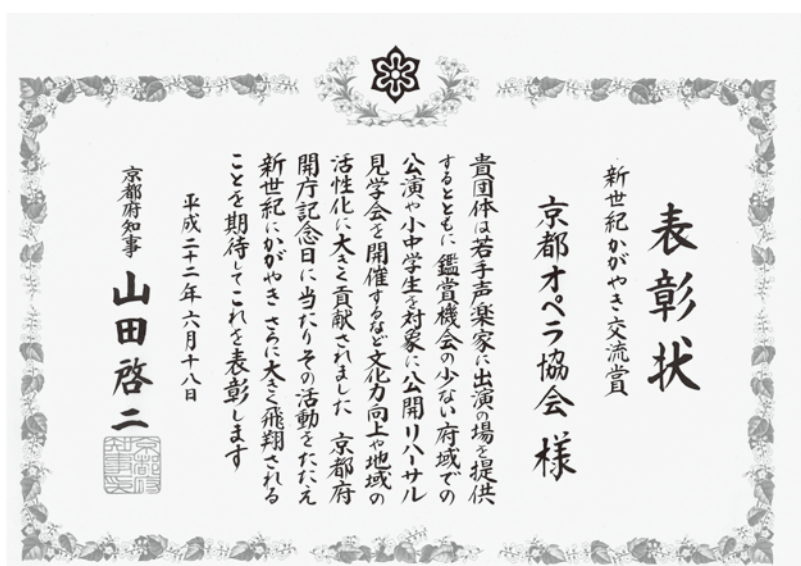 表彰状
新世紀かがやき交流賞
京都オペラ協会 様
貴団体は若手声楽家に出演の場を提供
するとともに鑑賞機会の少ない府域での
公演や小中学生を対象に公開リハーサル
見学会を開催するなど文化力向上や地域の
活性化に大きく貢献されました 京都府
開庁記念日に当たりその活動をたたえ
新世紀にかがやき さらに大きく飛翔される
ことを期待してこれを表彰します
平成二十二年六月十八日
京都府知事 山田啓二
京都府知事之印